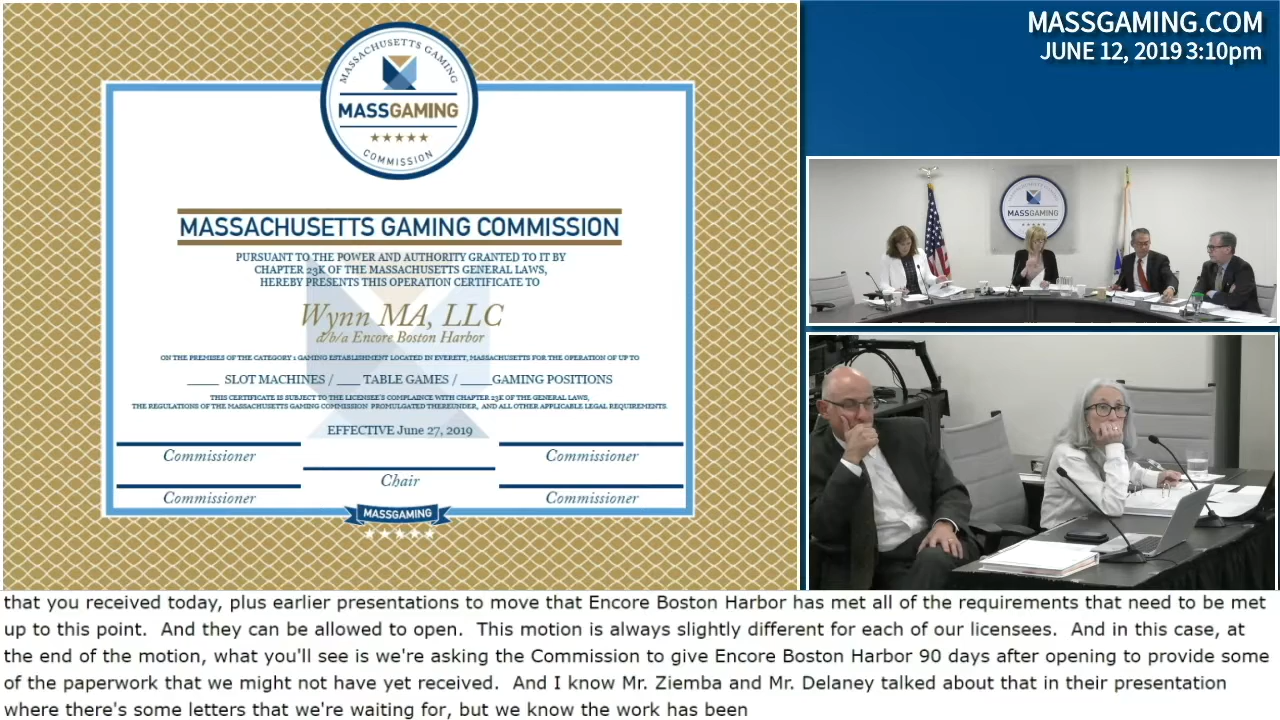 MASSACHUSETTS GAMING
MASSGAMING
COMMISSION
MASSACHUSETTS GAMING COMMISSION
PURSUANT TO THE POWER AND AUTHORITY GRANTED TO IT BY
CHAPTER 23K OF THE MASSACHUSETTS GENERAL LAWS,
HEREBY PRESENTS THIS OPERATION CERTIFICATE TO
Wynn MA, LLC
d/b/a Encore Boston Harbor
ON THE PREMISES OF THE CATEGORY 1 GAMING ESTABLISHMENT LOCATED IN EVERETT, MASSACHUSETTS FOR THE OPERATION OF UP TO
____ SLOT MACHINES / ___ TABLE GAMES / ____GAMING POSITIONS
THIS CERTIFICATE IS SUBJECT TO THE LICENSEE'S COMPLAINCE WITH CHAPTER 23K OF THE GENERAL LAWS,
THE REGULATIONS OF THE MASSACHUSETTS GAMING COMMISSION PROMULGATED THEREUNDER, AND ALL OTHER APPLICABLE LEGAL REQUIREMENTS.
EFFECTIVE June 27, 2019
Commissioner
Commissioner
Chair
Commissioner
Commissioner
MASSGAMING
MASSGAMING.COM
JUNE 12, 2019 3:10pm
MASSGAMING
that you received today, plus earlier presentations to move that Encore Boston Harbor has met all of the requirements that need to be met
up to this point.  And they can be allowed to open.  This motion is always slightly different for each of our licensees.  And in this case, at
the end of the motion, what you'll see is we're asking the Commission to give Encore Boston Harbor 90 days after opening to provide some
of the paperwork that we might not have yet received.  And I know Mr. Ziemba and Mr. Delaney talked about that in their presentation
where there's some letters that we're waiting for, but we know the work has been